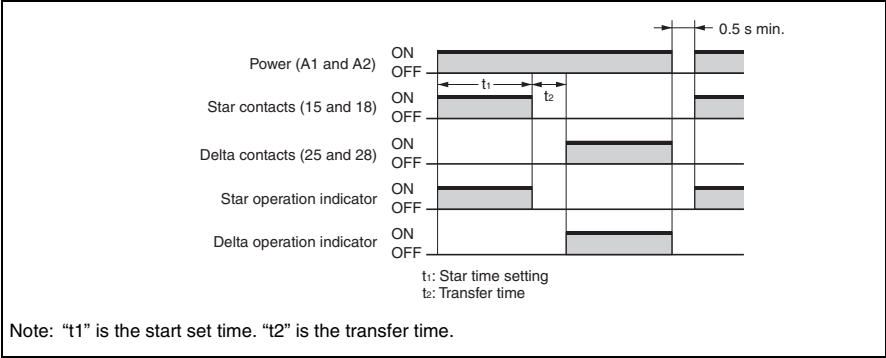 0.5 s min.
Power (A1 and A2) ON
OFF
t1
t2
Star contacts (15 and 18) ON
OFF
Delta contacts (25 and 28) ON
OFF
Star operation indicator ON
OFF
Delta operation indicator ON
OFF
t1: Star time setting
t2: Transfer time
Note: “t1” is the start set time. “t2” is the transfer time.